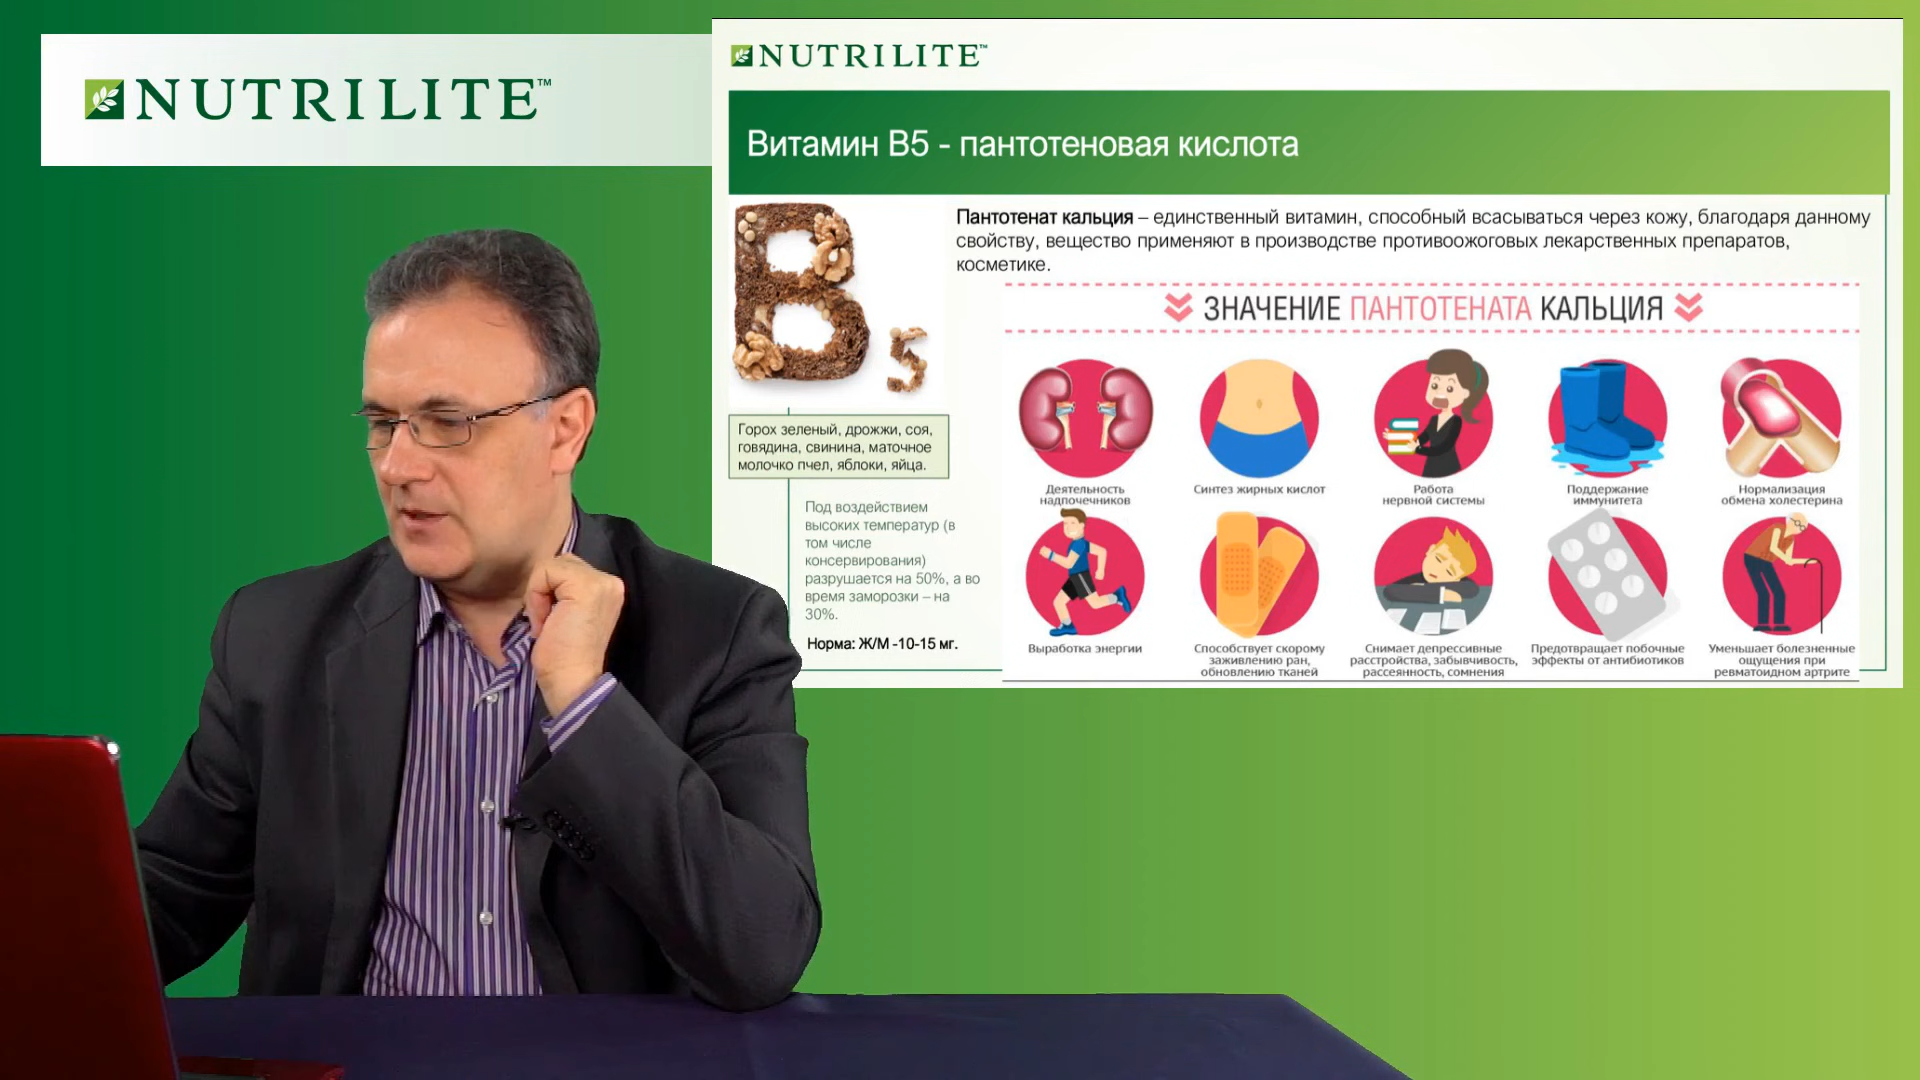 NUTRILITE™
NUTRILITE™
Витамин В5 - пантотеновая кислота
Пантотенат кальция – единственный витамин, способный всасываться через кожу, благодаря данному
свойству, вещество применяют в производстве противоожоговых лекарственных препаратов,
косметике.
B5
ЗНАЧЕНИЕ ПАНТОТЕНАТА КАЛЬЦИЯ
Горох зеленый, дрожжи, соя,
говядина, свинина, маточное
молочко пчел, яблоки, яйца.
Под воздействием
высоких температур (в
том числе
консервирования)
разрушается на 50%, а во
время заморозки – на
30%.
Норма: Ж/М -10-15 мг.
Деятельность
надпочечников
Синтез жирных кислот
Работа
нервной системы
Поддержание
иммунитета
Нормализация
обмена холестерина
Выработка энергии
Способствует скорому
заживлению ран,
обновлению тканей
Снимает депрессивные
расстройства, забывчивость,
рассеянность, сомнения
Предотвращает побочные
эффекты от антибиотиков
Уменьшает болезненные
ощущения при
ревматоидном артрите